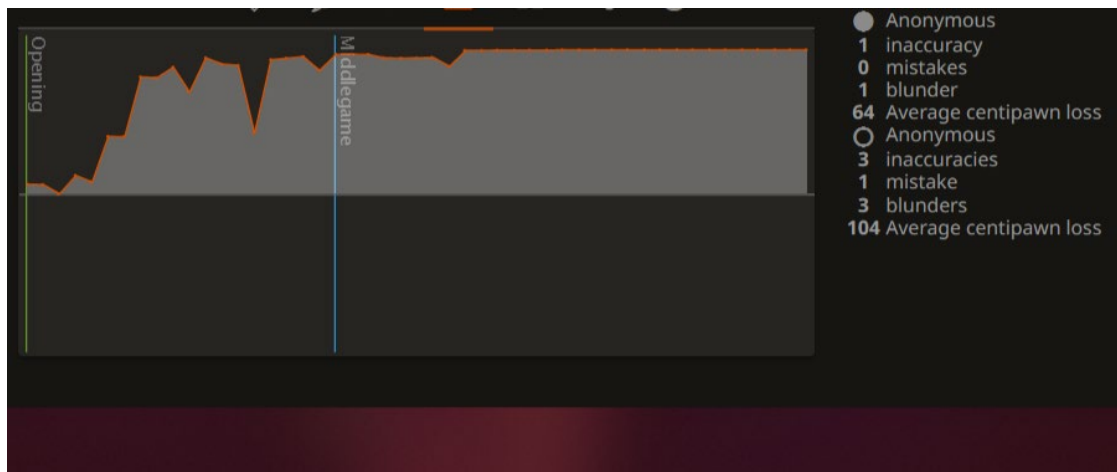 Opening
Middlegame
Anonymous
1 inaccuracy
0 mistakes
1 blunder
64 Average centipawn loss
Anonymous
3 inaccuracies
1 mistake
3 blunders
104 Average centipawn loss